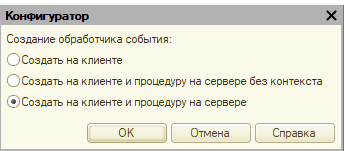 Конфигуратор
Создание обработчика события:
Создать на клиенте
Создать на клиенте и процедуру на сервере без контекста
Создать на клиенте и процедуру на сервере
OK Отмена Справка